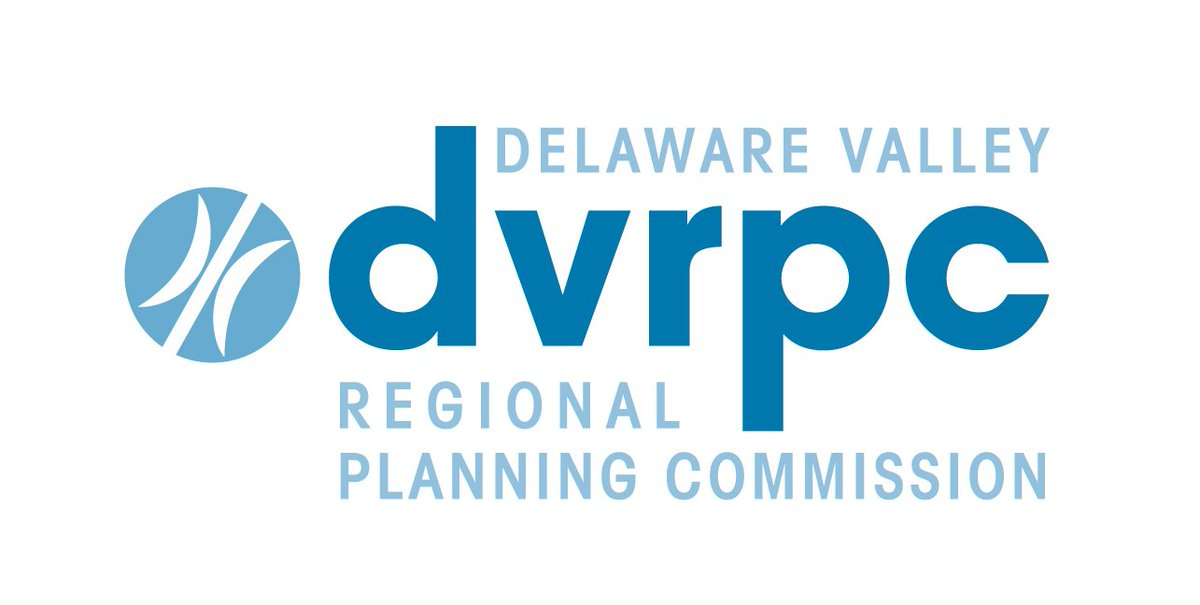 DELAWARE VALLEY
dvrpc
REGIONAL
PLANNING COMMISSION